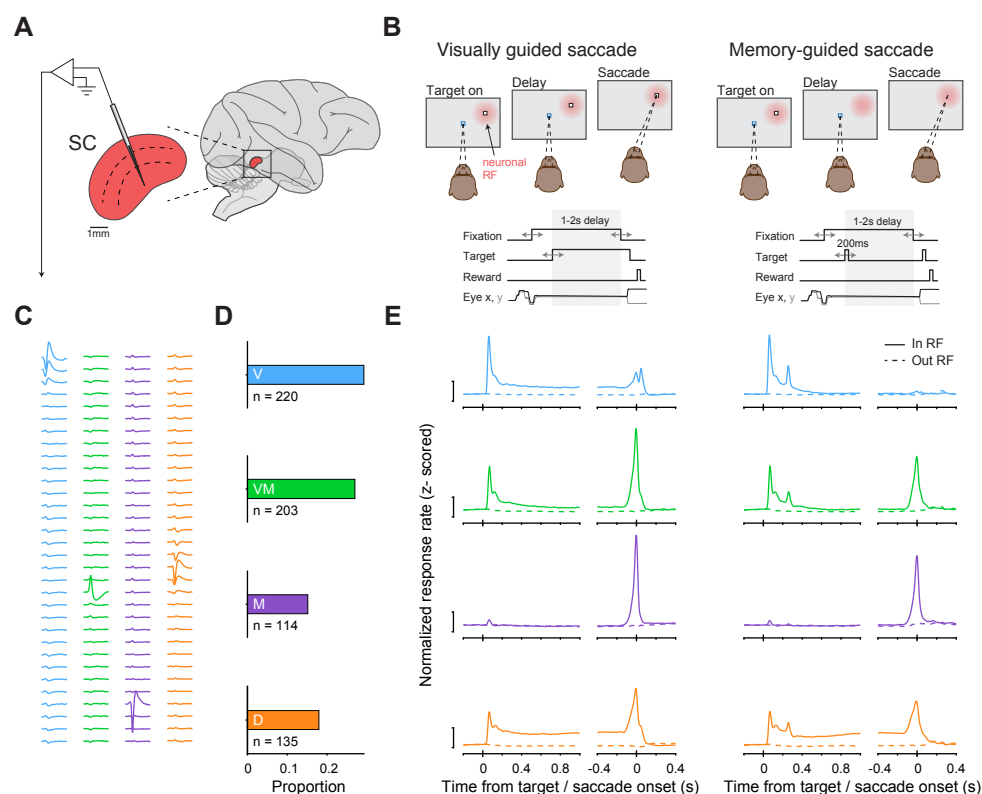 A
SC
1mm
B
Visually guided saccade
Target on
Delay
Saccade
neuronal
RF
1-2s delay
Fixation
Target
Reward
Eye x, y
Memory-guided saccade
Target on
Delay
Saccade
1-2s delay
Fixation
200ms
Target
Reward
Eye x, y
C
D
V
n = 220
VM
n = 203
M
n = 114
D
n = 135
0 0.1 0.2
Proportion
E
In RF
Out RF
Normalized response rate (z- scored)
0 0.4 0.8 -0.4 0 0.4
Time from target / saccade onset (s)
0 0.4 0.8 -0.4 0 0.4
Time from target / saccade onset (s)